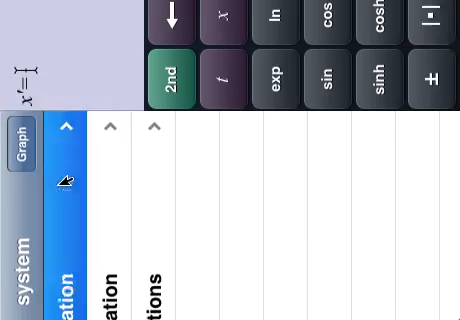 system Graph
ation
ation
tions
x'=
2nd ←
t x
exp ln
sin cos
sinh cosh
± |▪|